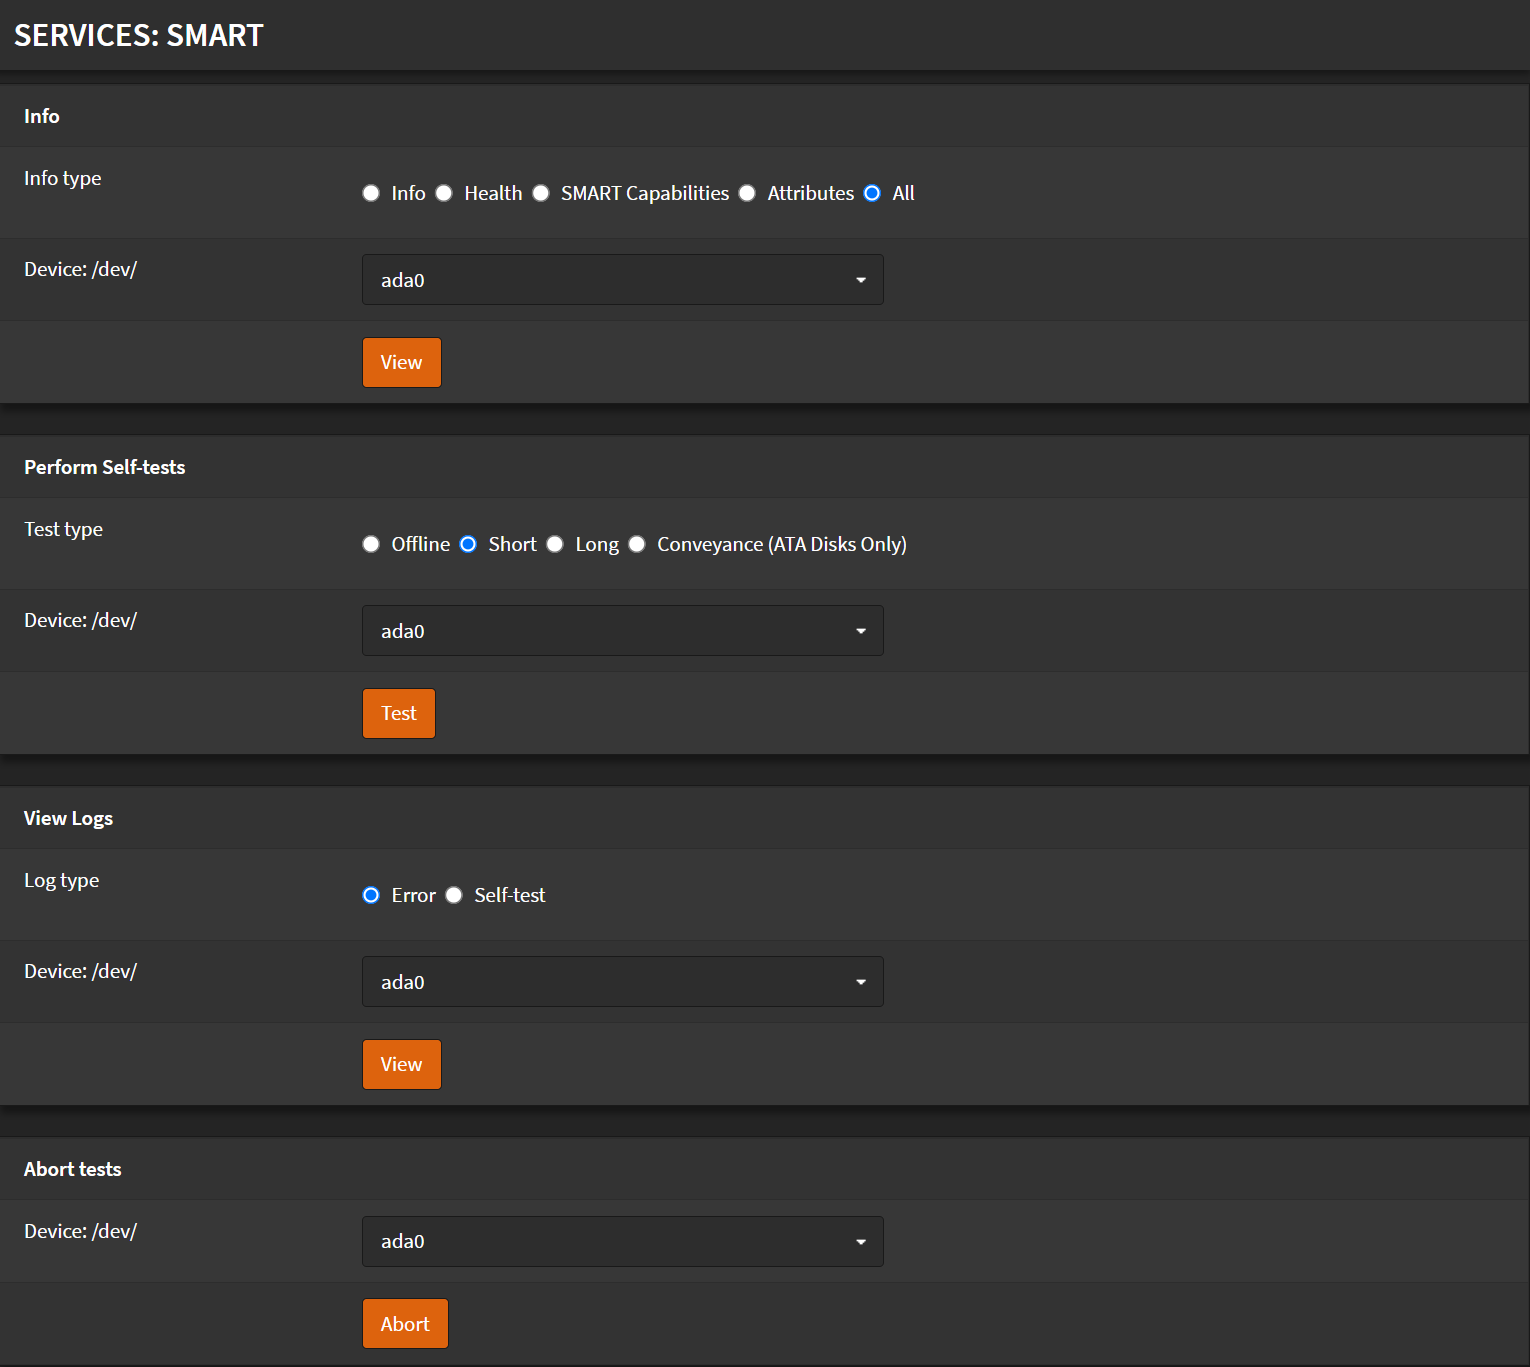 SERVICES: SMART
Info
Info type
Info Health SMART Capabilities Attributes All
Device: /dev/
ada0
View
Perform Self-tests
Test type
Offline Short Long Conveyance (ATA Disks Only)
Device: /dev/
ada0
Test
View Logs
Log type
Error Self-test
Device: /dev/
ada0
View
Abort tests
Device: /dev/
ada0
Abort